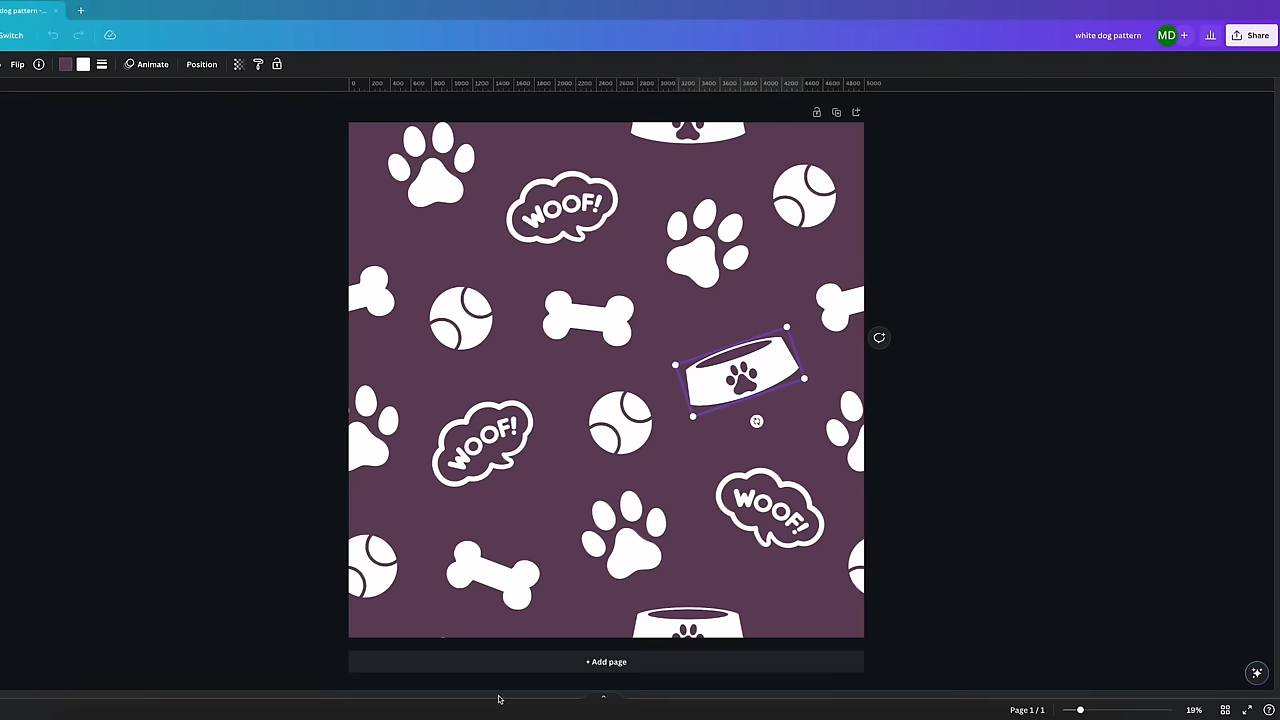 dog pattern -...
Switch
white dog pattern
MD
Share
Flip
Animate
Position
0 200 400 600 800 1000 1200 1400 1600 1800 2000 2200 2400 2600 2800 3000 3200 3400 3600 3800 4000 4200 4400 4600 4800 5000
WOOF!
WOOF!
WOOF!
+ Add page
Page 1 / 1
19%